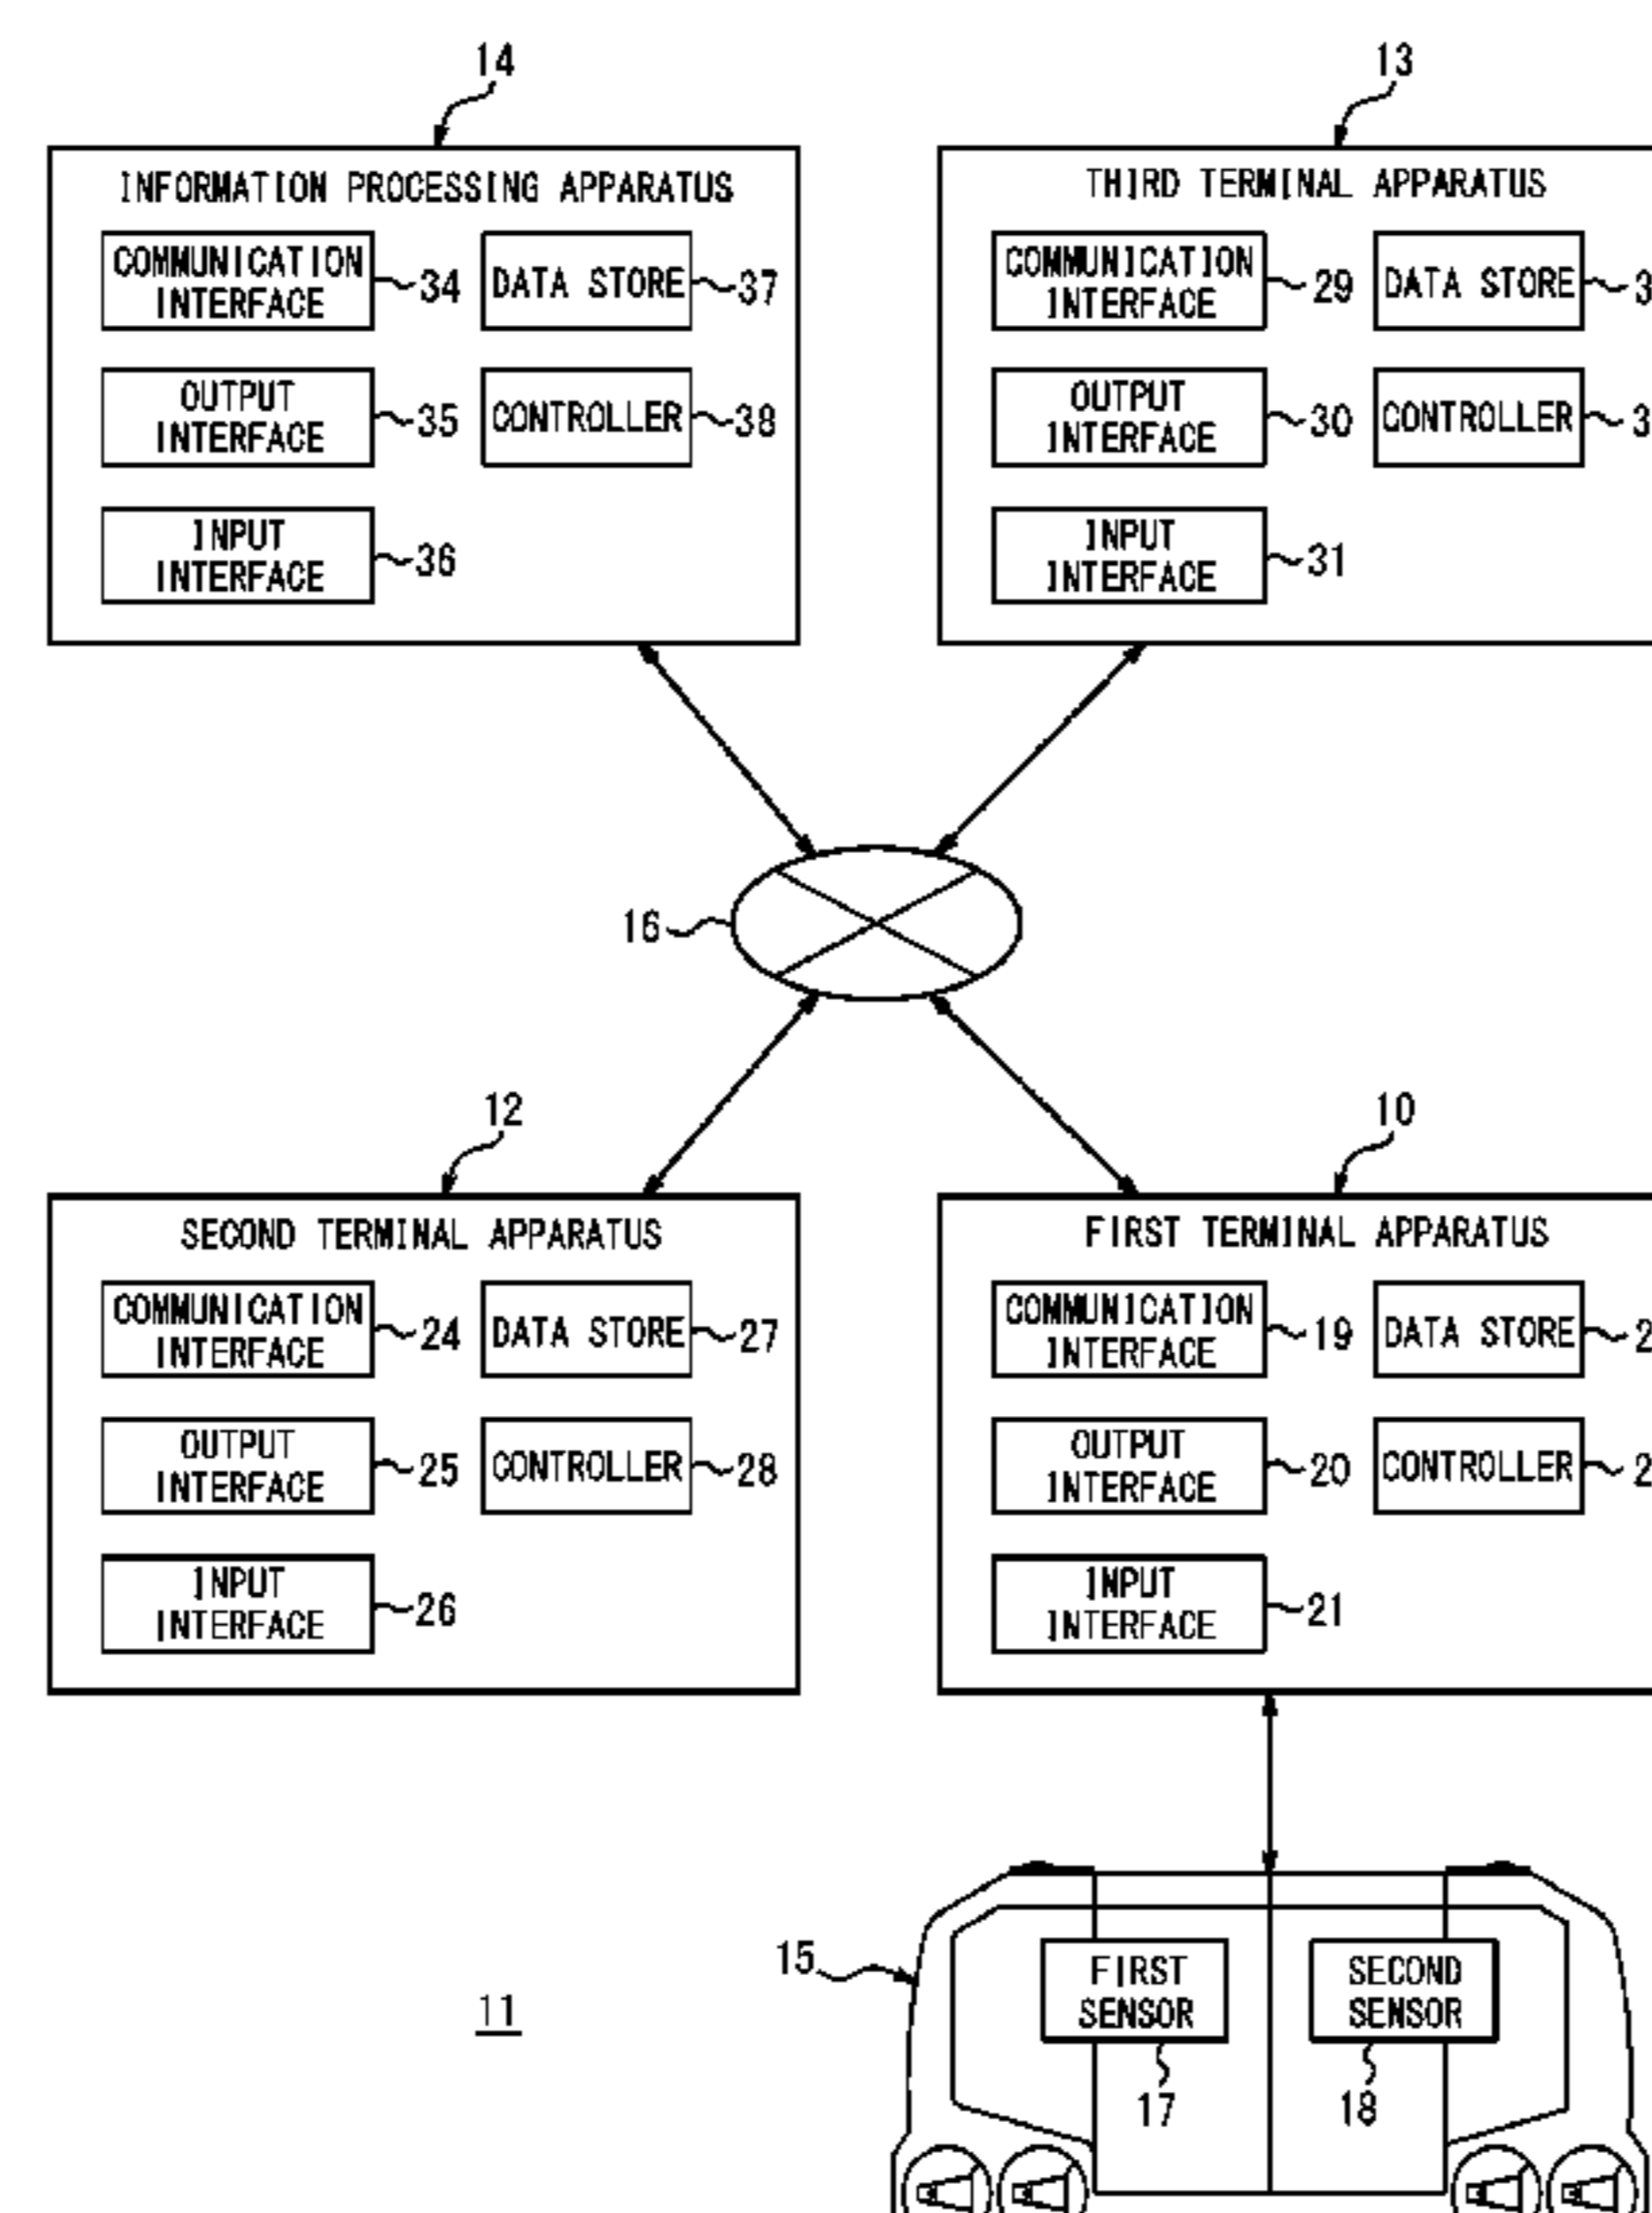 14
INFORMATION PROCESSING APPARATUS
COMMUNICATION
INTERFACE
34
DATA STORE
37
OUTPUT
INTERFACE
35
CONTROLLER
38
INPUT
INTERFACE
36
13
THIRD TERMINAL APPARATUS
COMMUNICATION
INTERFACE
29
DATA STORE
OUTPUT
INTERFACE
30
CONTROLLER
INPUT
INTERFACE
31
16
12
SECOND TERMINAL APPARATUS
COMMUNICATION
INTERFACE
24
DATA STORE
27
OUTPUT
INTERFACE
25
CONTROLLER
28
INPUT
INTERFACE
26
10
FIRST TERMINAL APPARATUS
COMMUNICATION
INTERFACE
19
DATA STORE
OUTPUT
INTERFACE
20
CONTROLLER
INPUT
INTERFACE
21
15
FIRST
SENSOR
17
SECOND
SENSOR
18
11